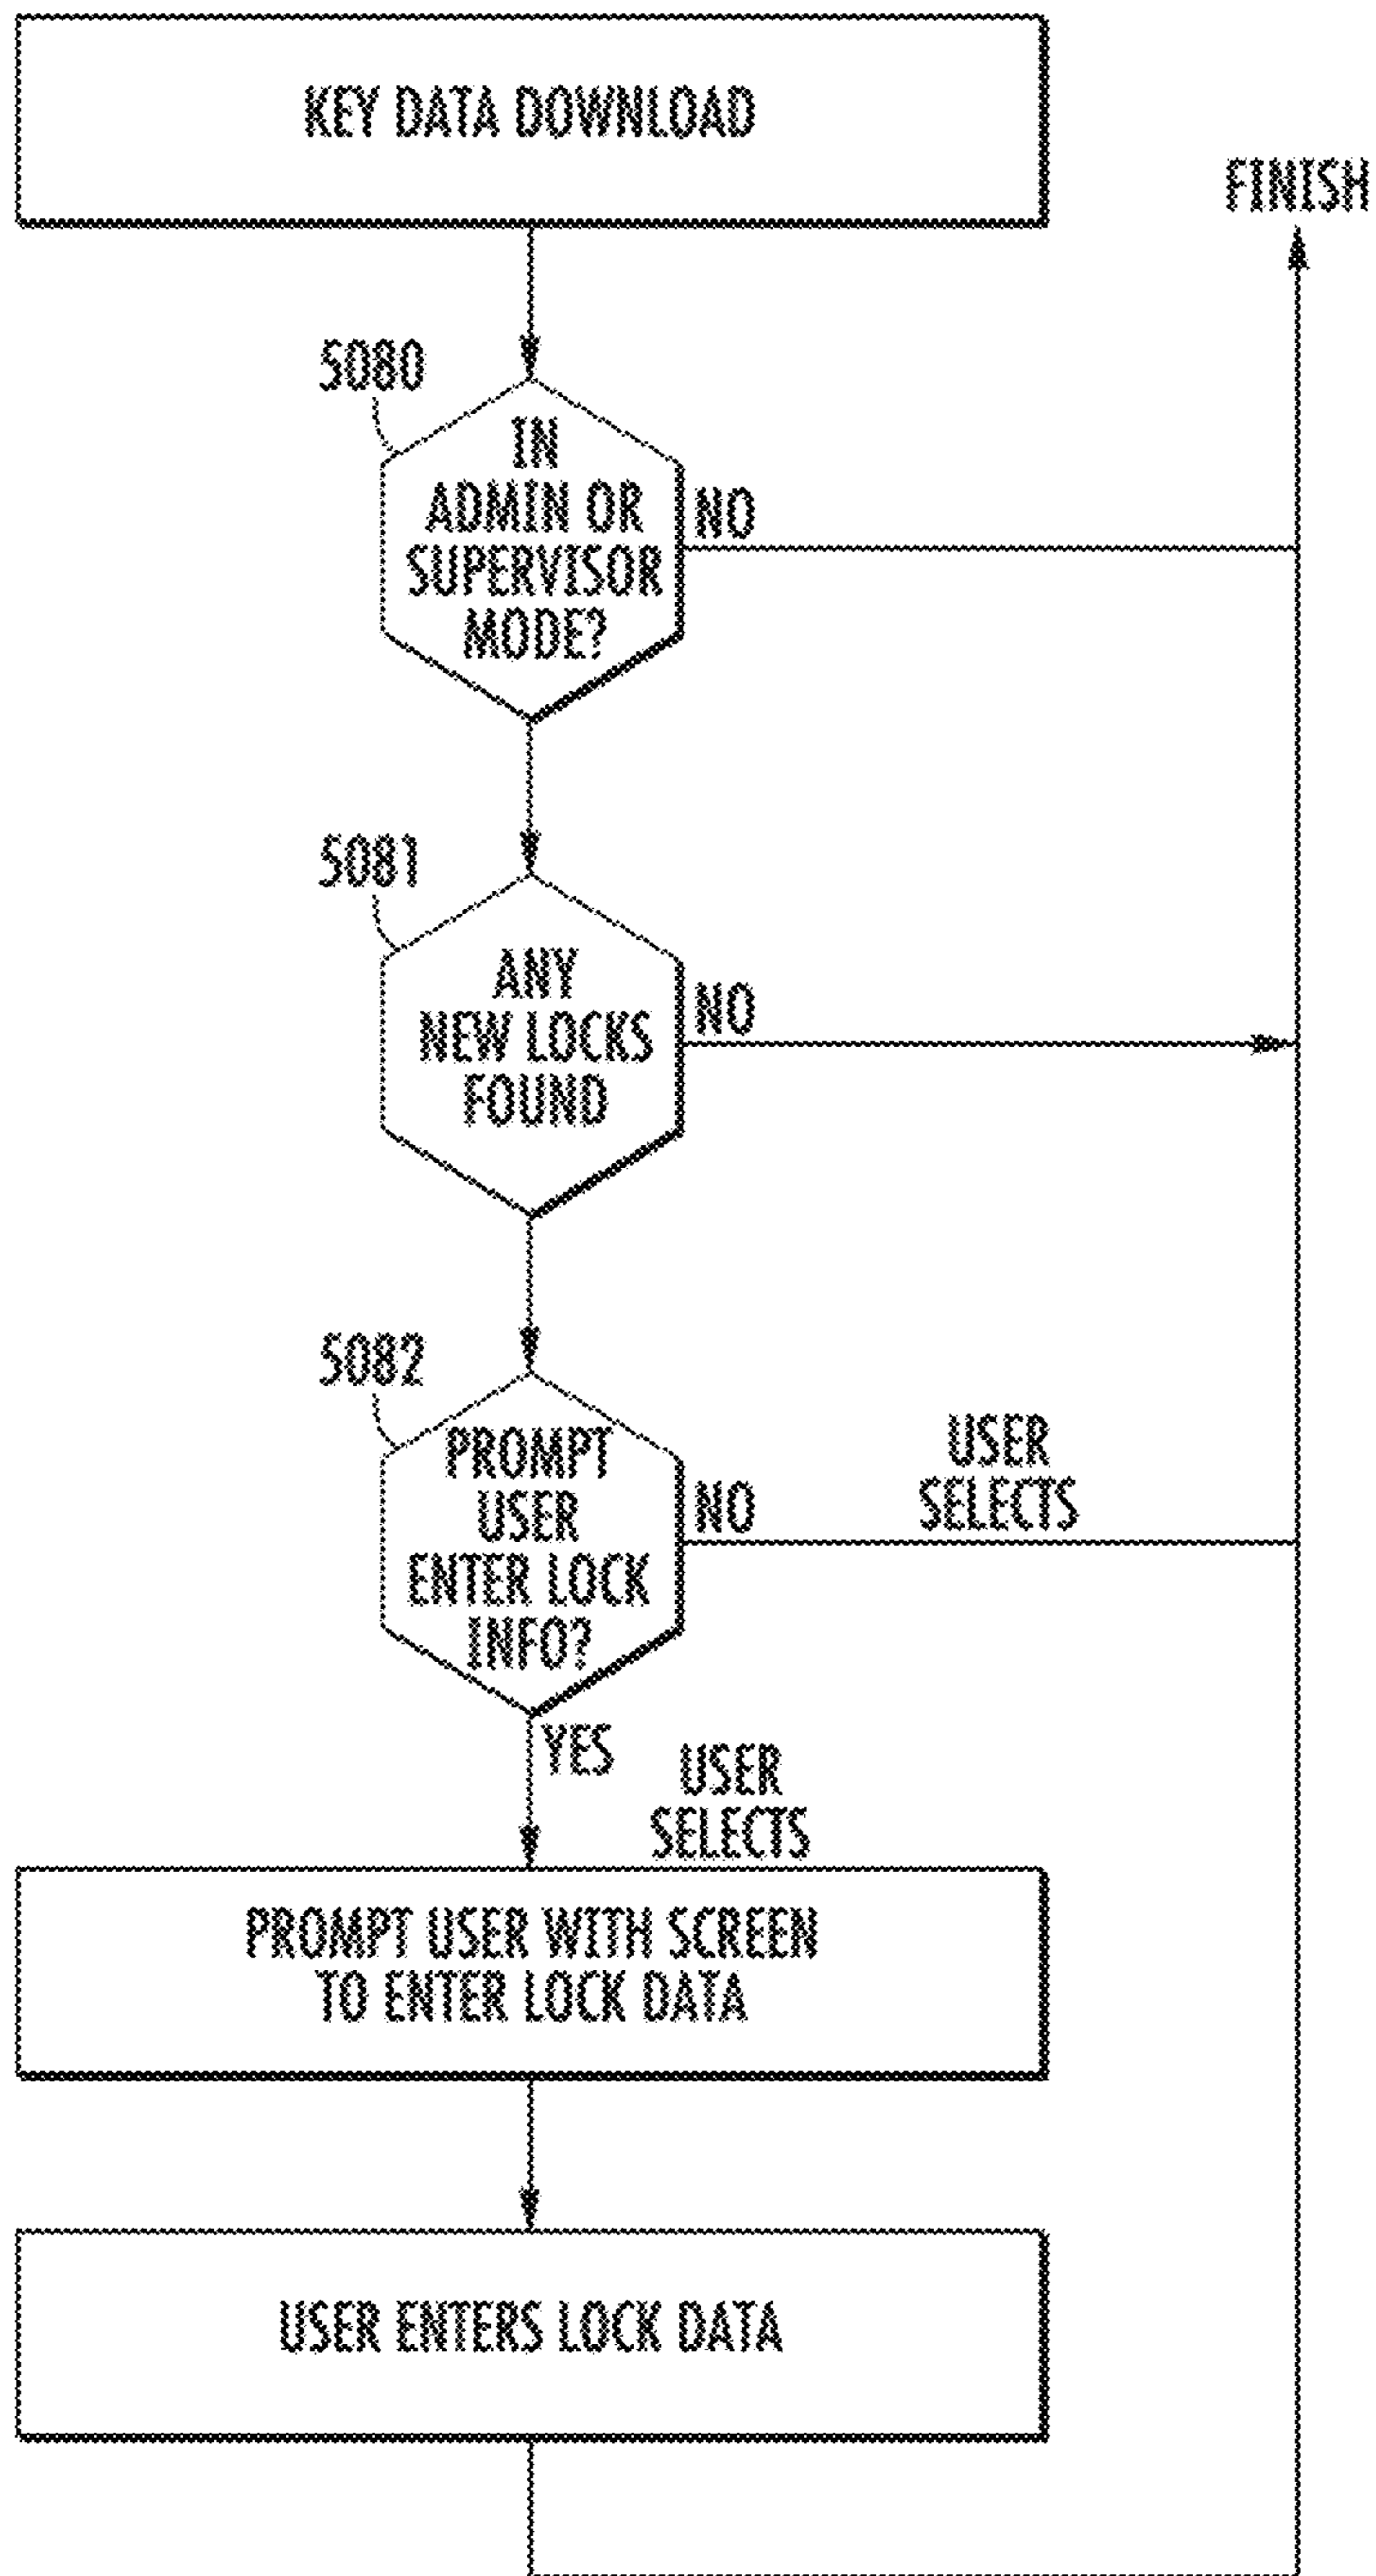 KEY DATA DOWNLOAD
FINISH
5080
IN
ADMIN OR
SUPERVISOR
MODE?
NO
5081
ANY
NEW LOCKS
FOUND
NO
5082
PROMPT
USER
ENTER LOCK
INFO?
NO
USER
SELECTS
YES
USER
SELECTS
PROMPT USER WITH SCREEN
TO ENTER LOCK DATA
USER ENTERS LOCK DATA